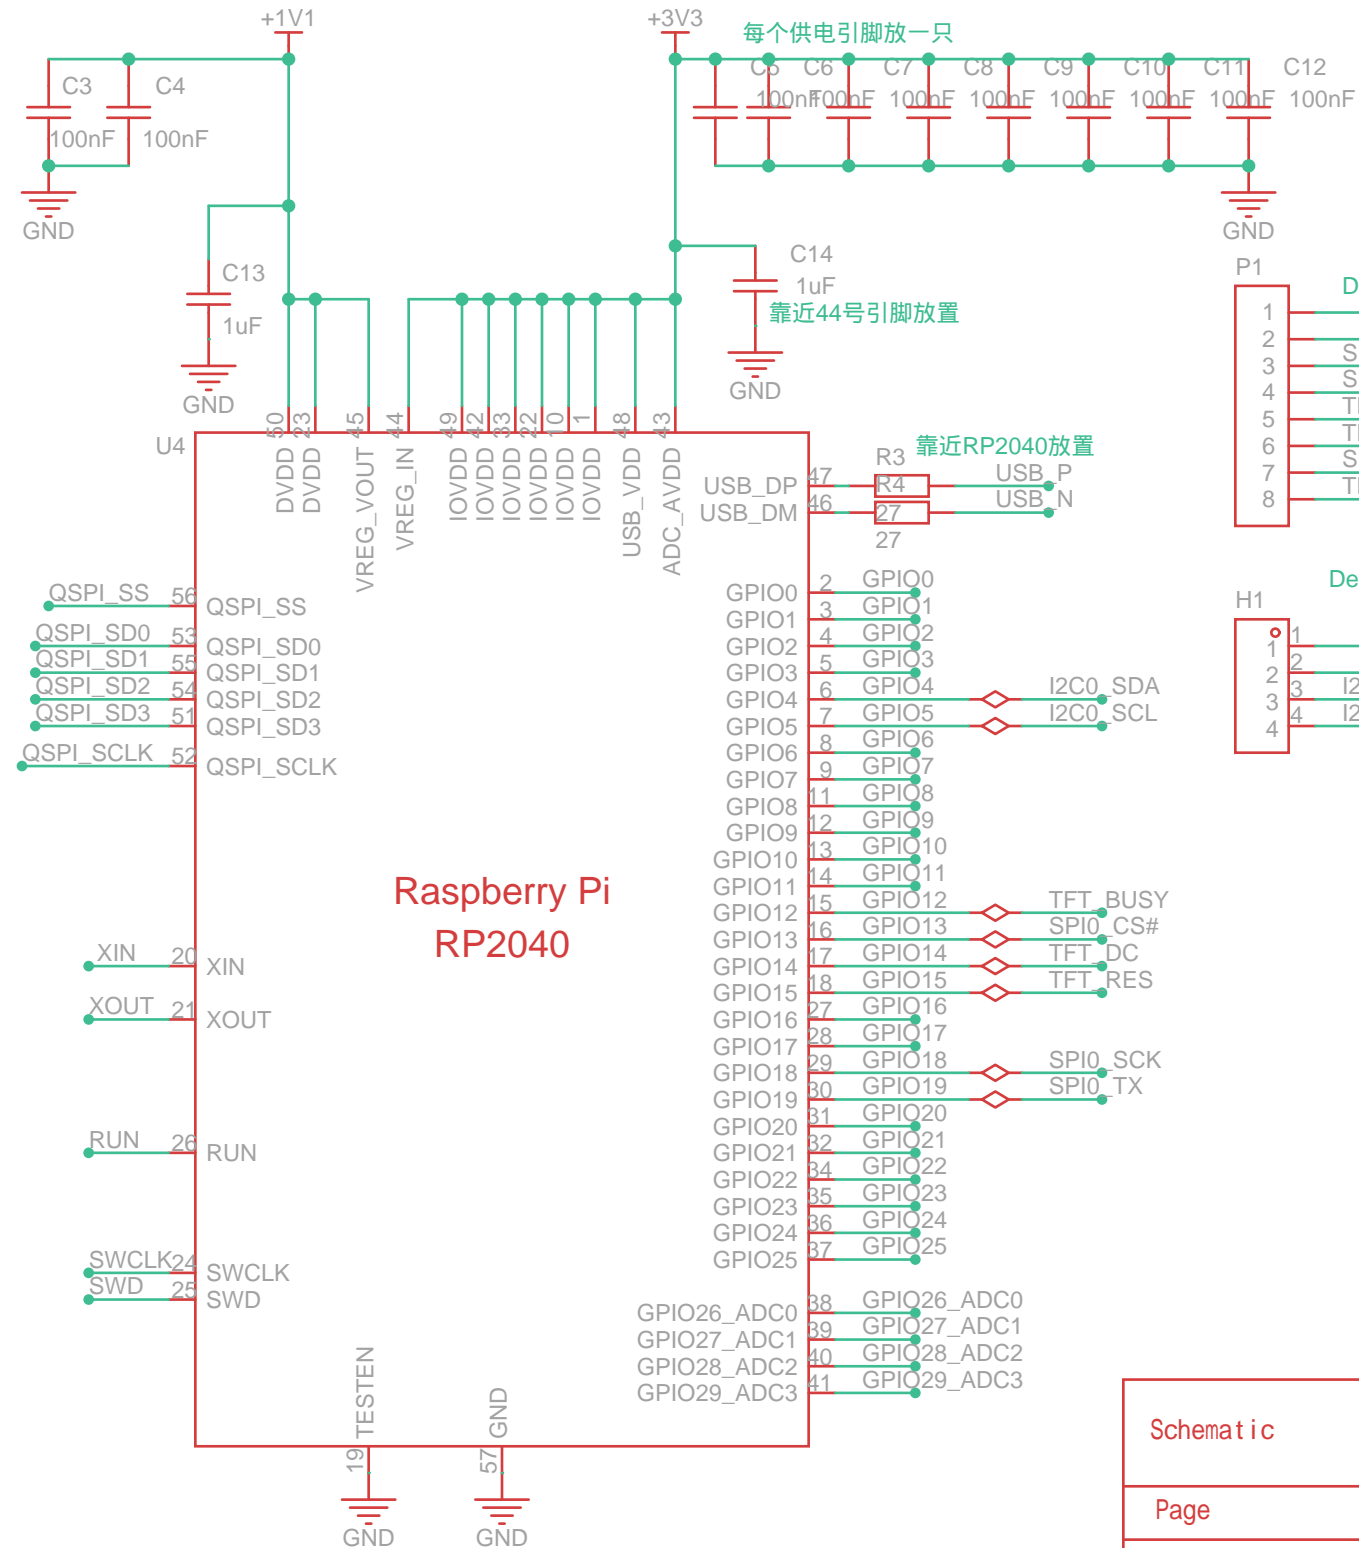 +1V1
+3V3
每个供电引脚放一只
C3
C4
100nF
100nF
GND
C5
C6
C7
C8
C9
C10
C11
C12
100nF
100nF
100nF
100nF
100nF
100nF
100nF
100nF
GND
C13
1uF
GND
C14
1uF
靠近44号引脚放置
GND
U4
50
23
45
44
49
42
33
22
10
1
48
43
DVDD
DVDD
VREG_VOUT
VREG_IN
IOVDD
IOVDD
IOVDD
IOVDD
IOVDD
IOVDD
USB_VDD
ADC_AVDD
靠近RP2040放置
R3
USB_DP 47 R4 USB_P
USB_DM 46 27 USB_N
27
QSPI_SS 56 QSPI_SS
QSPI_SD0 53 QSPI_SD0
QSPI_SD1 55 QSPI_SD1
QSPI_SD2 54 QSPI_SD2
QSPI_SD3 51 QSPI_SD3
QSPI_SCLK 52 QSPI_SCLK
XIN 20 XIN
XOUT 21 XOUT
RUN 26 RUN
SWCLK 24 SWCLK
SWD 25 SWD
Raspberry Pi
RP2040
GPIO0 2 GPIO0
GPIO1 3 GPIO1
GPIO2 4 GPIO2
GPIO3 5 GPIO3
GPIO4 6 GPIO4 I2C0_SDA
GPIO5 7 GPIO5 I2C0_SCL
GPIO6 8 GPIO6
GPIO7 9 GPIO7
GPIO8 11 GPIO8
GPIO9 12 GPIO9
GPIO10 13 GPIO10
GPIO11 14 GPIO11
GPIO12 15 GPIO12 TFT_BUSY
GPIO13 16 GPIO13 SPI0_CS#
GPIO14 17 GPIO14 TFT_DC
GPIO15 18 GPIO15 TFT_RES
GPIO16 27 GPIO16
GPIO17 28 GPIO17
GPIO18 29 GPIO18 SPI0_SCK
GPIO19 30 GPIO19 SPI0_TX
GPIO20 31 GPIO20
GPIO21 32 GPIO21
GPIO22 34 GPIO22
GPIO23 35 GPIO23
GPIO24 36 GPIO24
GPIO25 37 GPIO25
GPIO26_ADC0 38 GPIO26_ADC0
GPIO27_ADC1 39 GPIO27_ADC1
GPIO28_ADC2 40 GPIO28_ADC2
GPIO29_ADC3 41 GPIO29_ADC3
TESTEN
19
GND
GND
57
GND
P1
1
2
3
4
5
6
7
8
H1
1 1
2 2
3 3 I2
4 4 I2
De
Schematic
Page